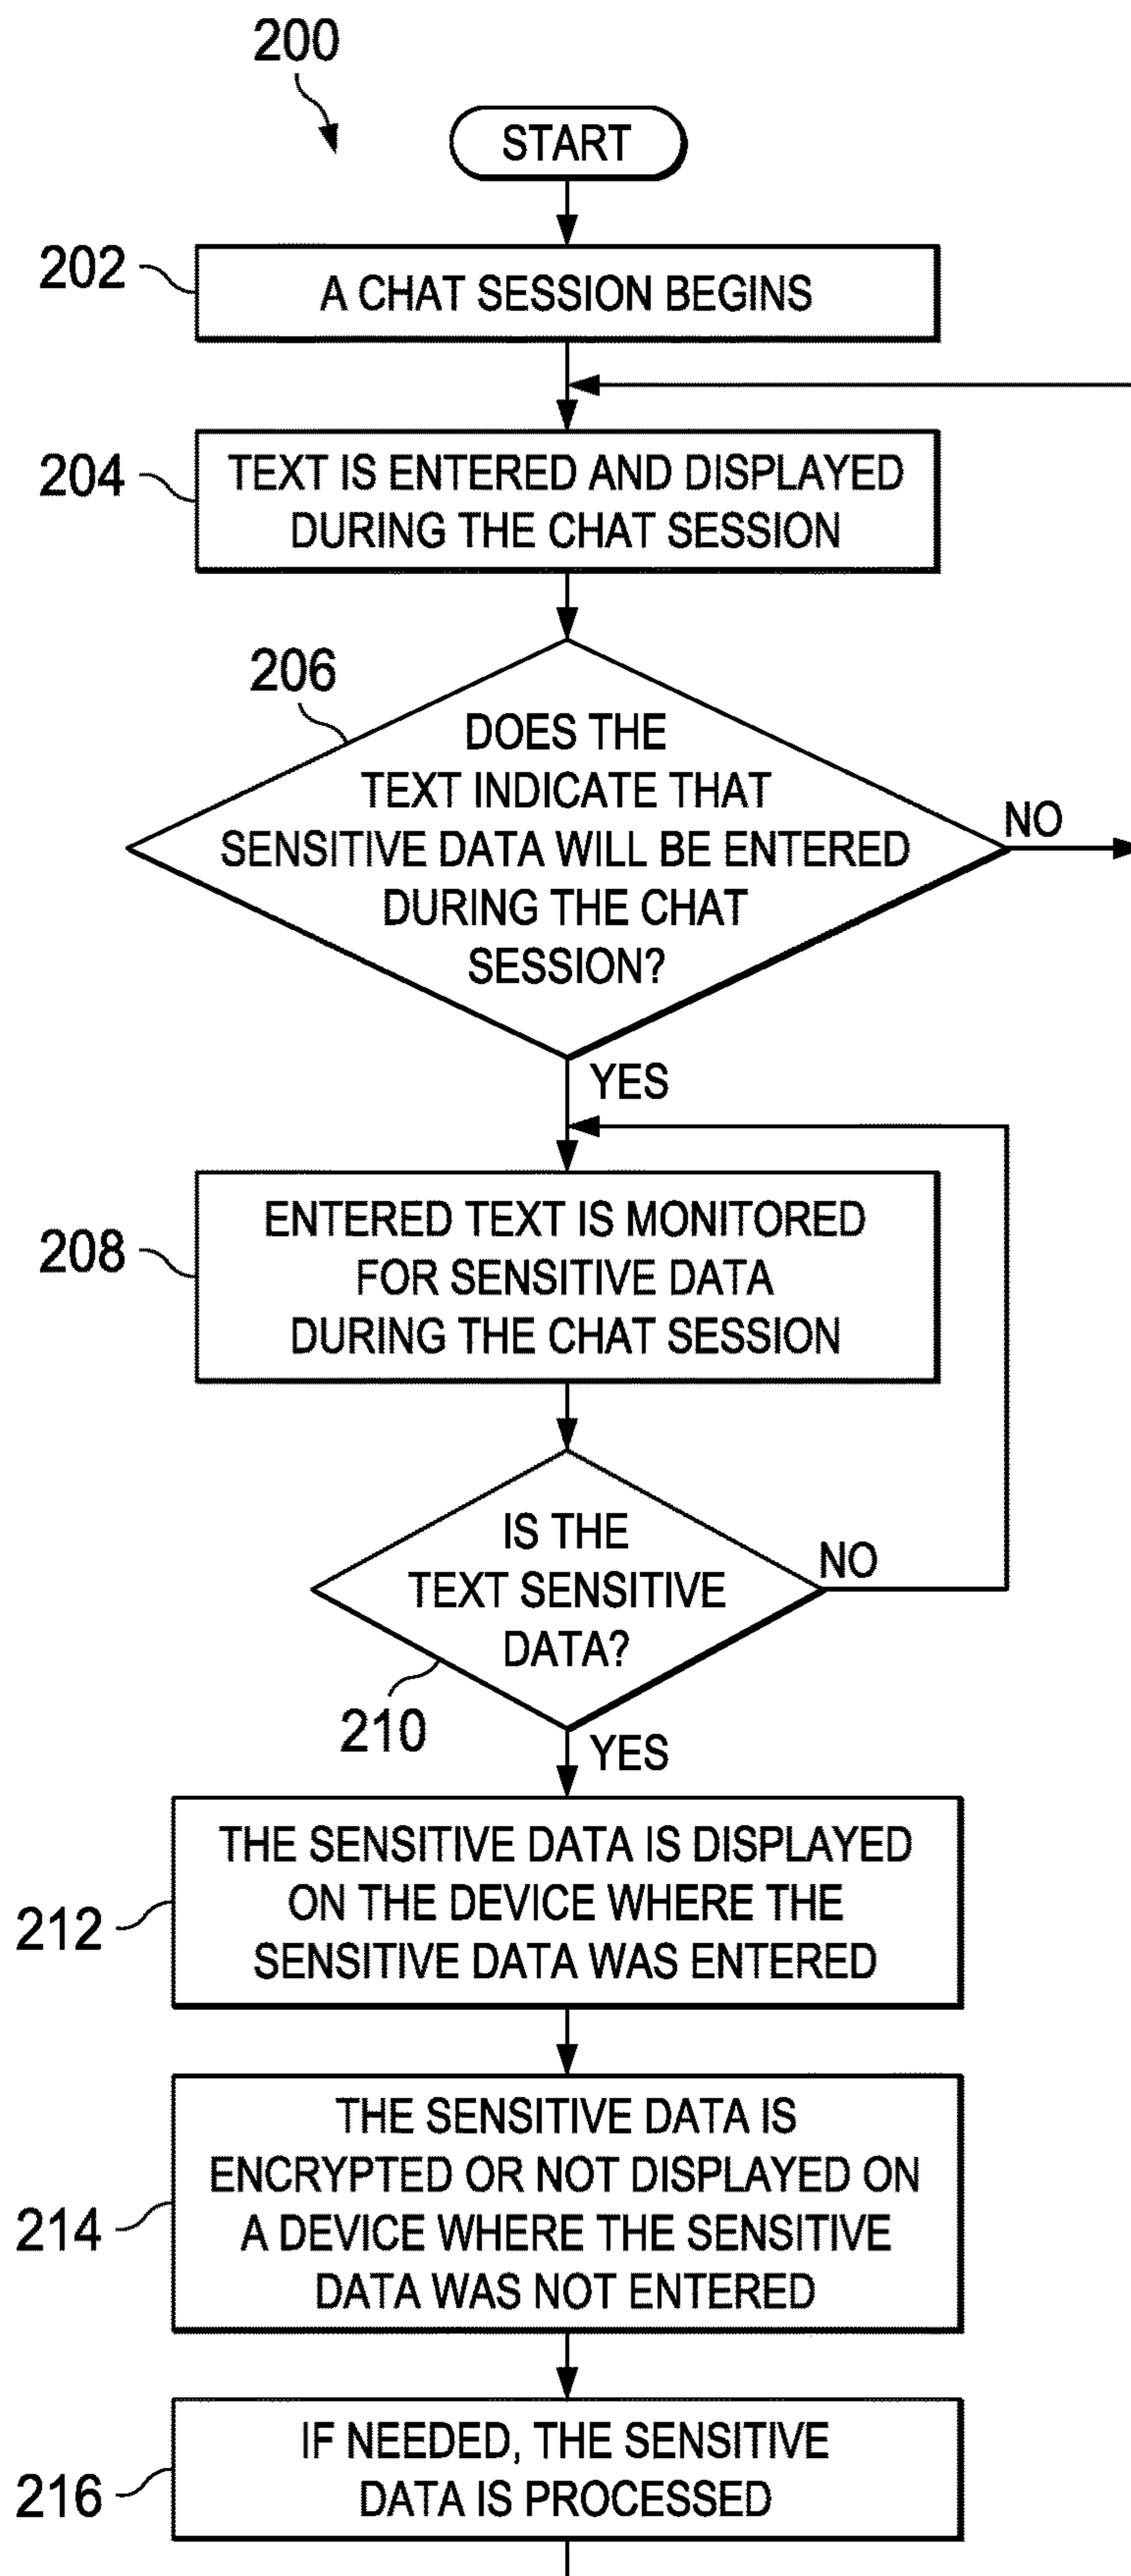 200
START
202
A CHAT SESSION BEGINS
204
TEXT IS ENTERED AND DISPLAYED
DURING THE CHAT SESSION
206
DOES THE
TEXT INDICATE THAT
SENSITIVE DATA WILL BE ENTERED
DURING THE CHAT
SESSION?
NO
YES
208
ENTERED TEXT IS MONITORED
FOR SENSITIVE DATA
DURING THE CHAT SESSION
IS THE
TEXT SENSITIVE
DATA?
NO
210
YES
212
THE SENSITIVE DATA IS DISPLAYED
ON THE DEVICE WHERE THE
SENSITIVE DATA WAS ENTERED
214
THE SENSITIVE DATA IS
ENCRYPTED OR NOT DISPLAYED ON
A DEVICE WHERE THE SENSITIVE
DATA WAS NOT ENTERED
216
IF NEEDED, THE SENSITIVE
DATA IS PROCESSED